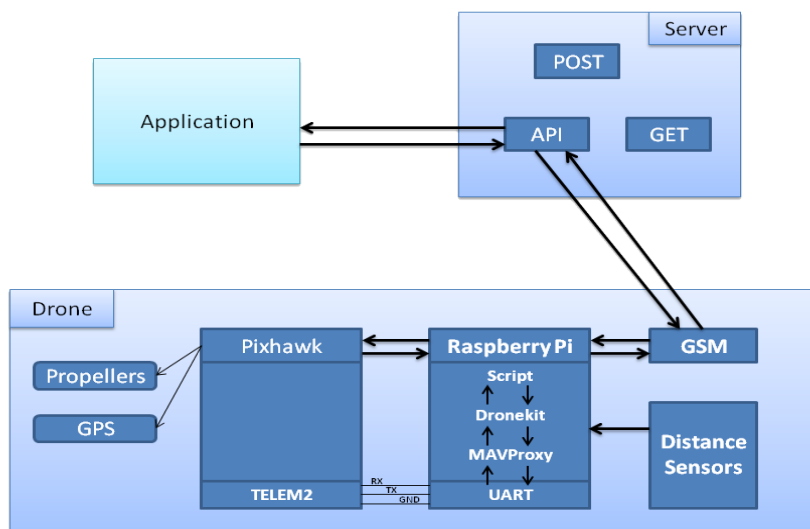 Server
POST
Application
API
GET
Drone
Pixhawk
Raspberry Pi
GSM
Propellers
Script
GPS
Dronekit
Distance
Sensors
MAVProxy
RX
TX
GND
TELEM2
UART